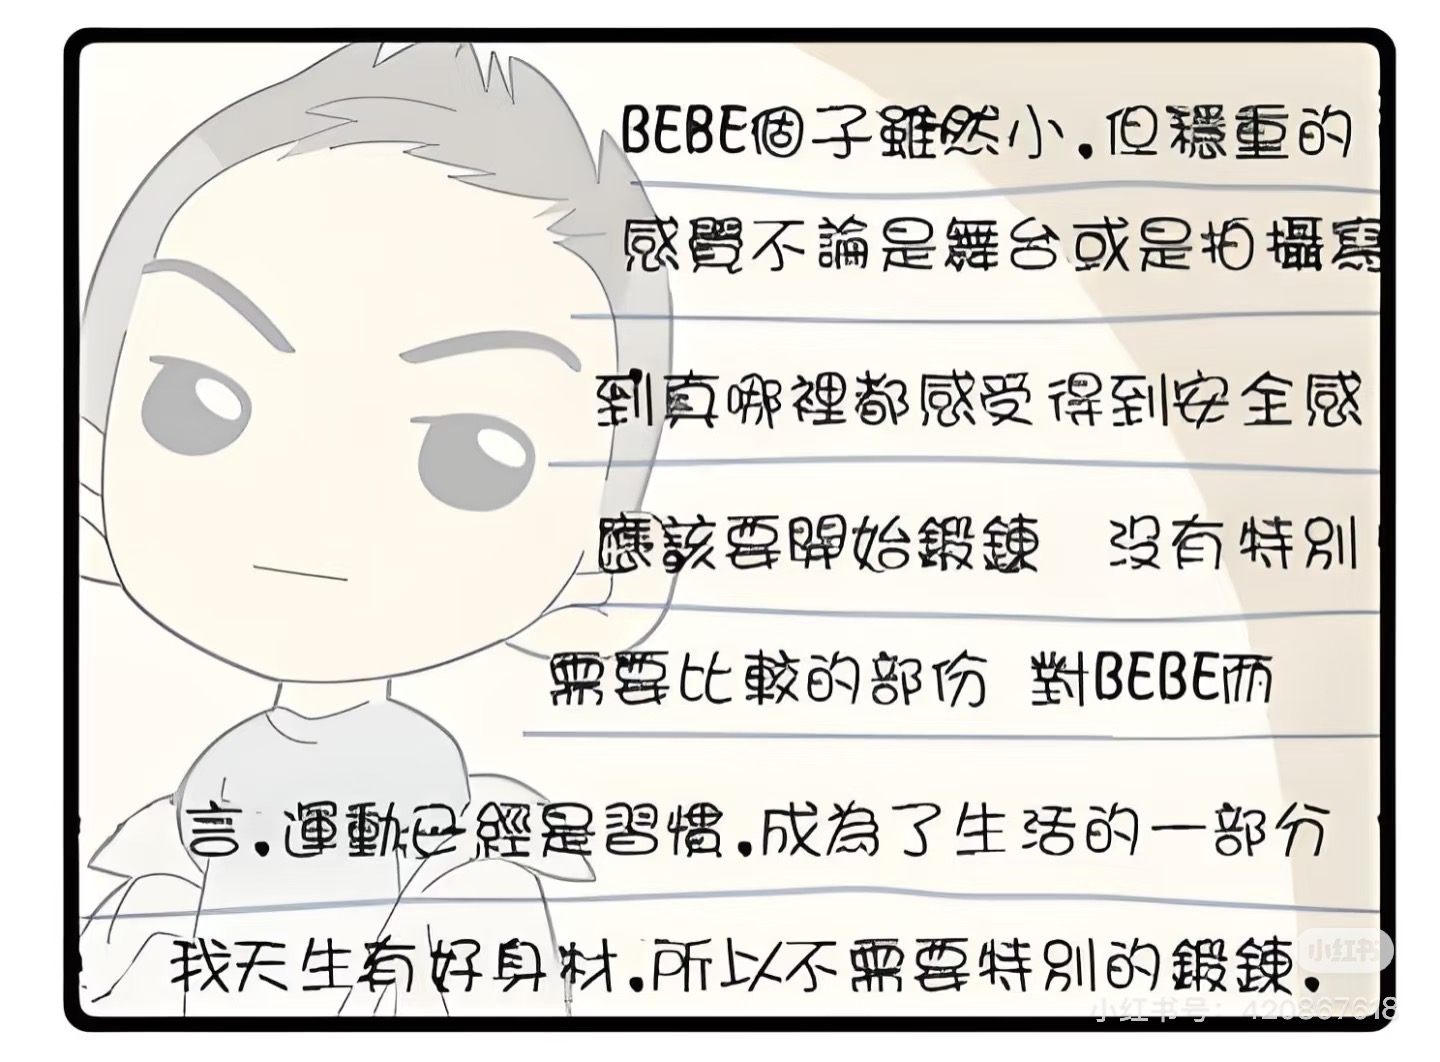 BEBE個子雖然小.但穩重的
感覺不論是舞台或是拍攝寫
到真哪裡都感受得到安全感
應該要開始鍛鍊 沒有特別
需要比較的部份 對BEBE而
言.運動已經是習慣.成為了生活的一部分
我天生有好身材.所以不需要特別的鍛鍊.
小红书
小红书号：420867618